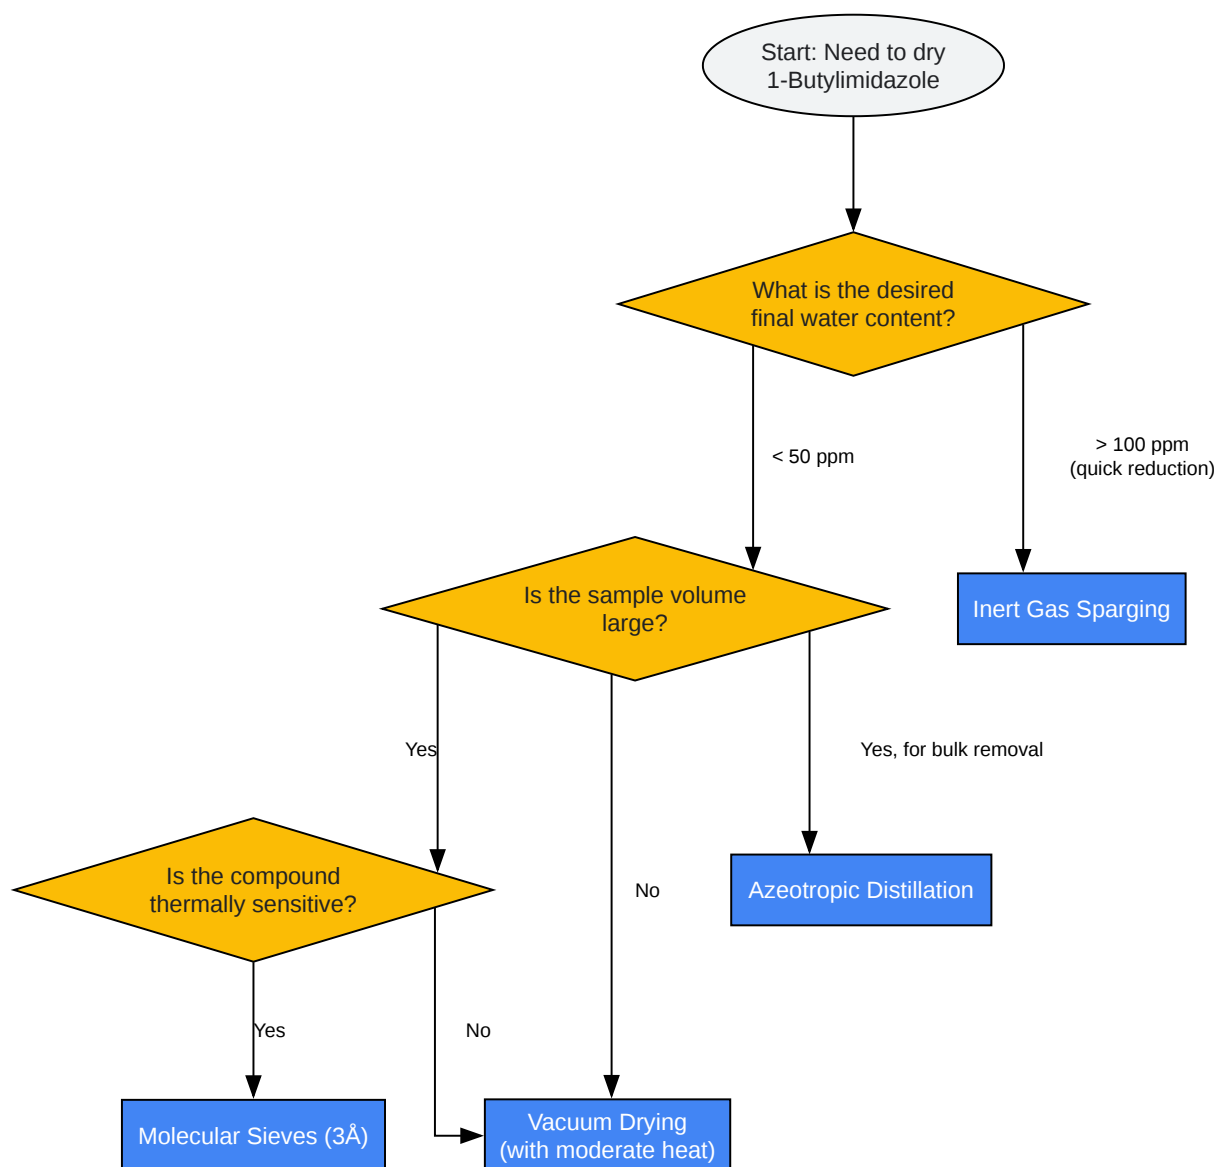 Start: Need to dry
1-Butylimidazole
What is the desired
final water content?
< 50 ppm
> 100 ppm
(quick reduction)
Is the sample volume
large?
Inert Gas Sparging
Yes
Yes, for bulk removal
Is the compound
thermally sensitive?
No
Azeotropic Distillation
Yes
No
Molecular Sieves (3Å)
Vacuum Drying
(with moderate heat)